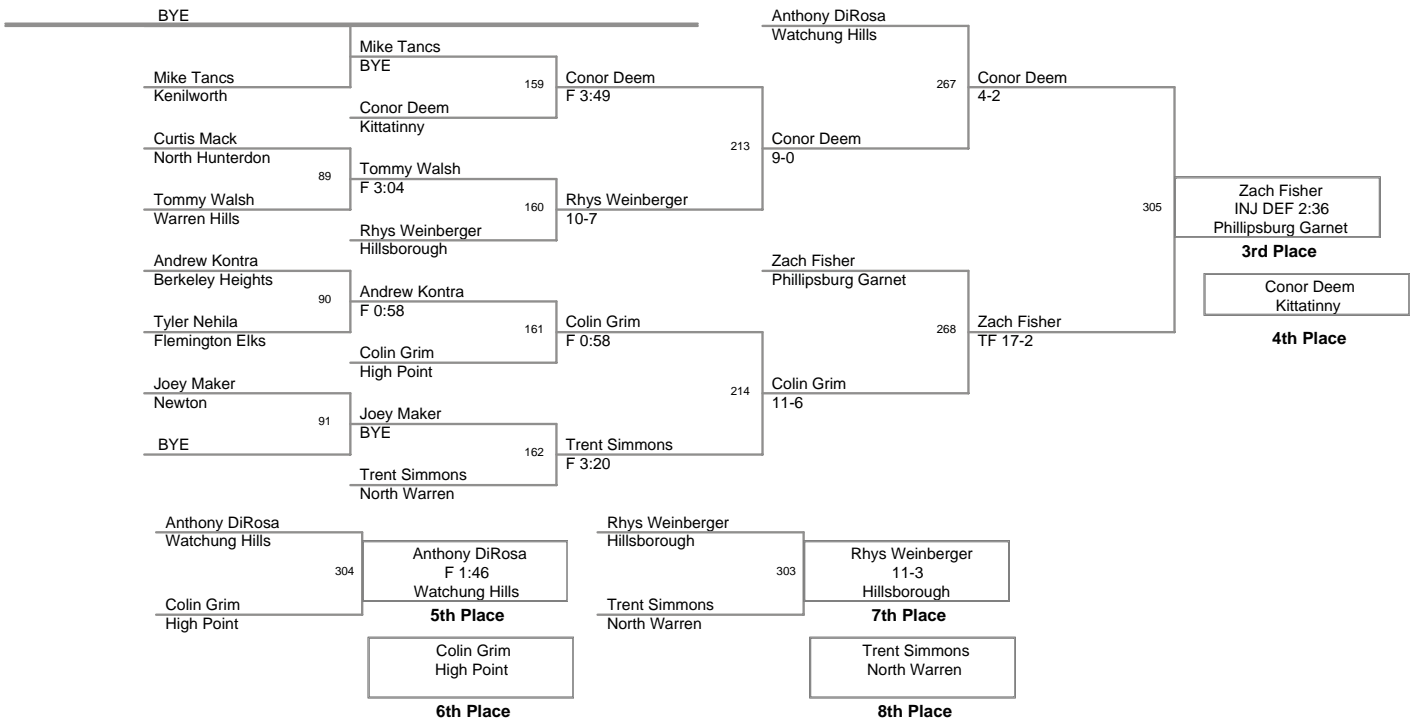 BYE
Anthony DiRosa
Watchung Hills
Mike Tancs
BYE
159
Conor Deem
F 3:49
267
Conor Deem
4-2
Mike Tancs
Kenilworth
Conor Deem
Kittatinny
Curtis Mack
North Hunterdon
213
Conor Deem
9-0
89
Tommy Walsh
F 3:04
Tommy Walsh
Warren Hills
160
Rhys Weinberger
10-7
305
Zach Fisher
INJ DEF 2:36
Phillipsburg Garnet
3rd Place
Rhys Weinberger
Hillsborough
Andrew Kontra
Berkeley Heights
Zach Fisher
Phillipsburg Garnet
Conor Deem
Kittatinny
4th Place
90
Andrew Kontra
F 0:58
Tyler Nehila
Flemington Elks
161
Colin Grim
F 0:58
268
Zach Fisher
TF 17-2
Colin Grim
High Point
Joey Maker
Newton
214
Colin Grim
11-6
91
Joey Maker
BYE
BYE
162
Trent Simmons
F 3:20
Trent Simmons
North Warren
Anthony DiRosa
Watchung Hills
304
Anthony DiRosa
F 1:46
Watchung Hills
5th Place
Colin Grim
High Point
Colin Grim
High Point
6th Place
Rhys Weinberger
Hillsborough
303
Rhys Weinberger
11-3
Hillsborough
7th Place
Trent Simmons
North Warren
Trent Simmons
North Warren
8th Place